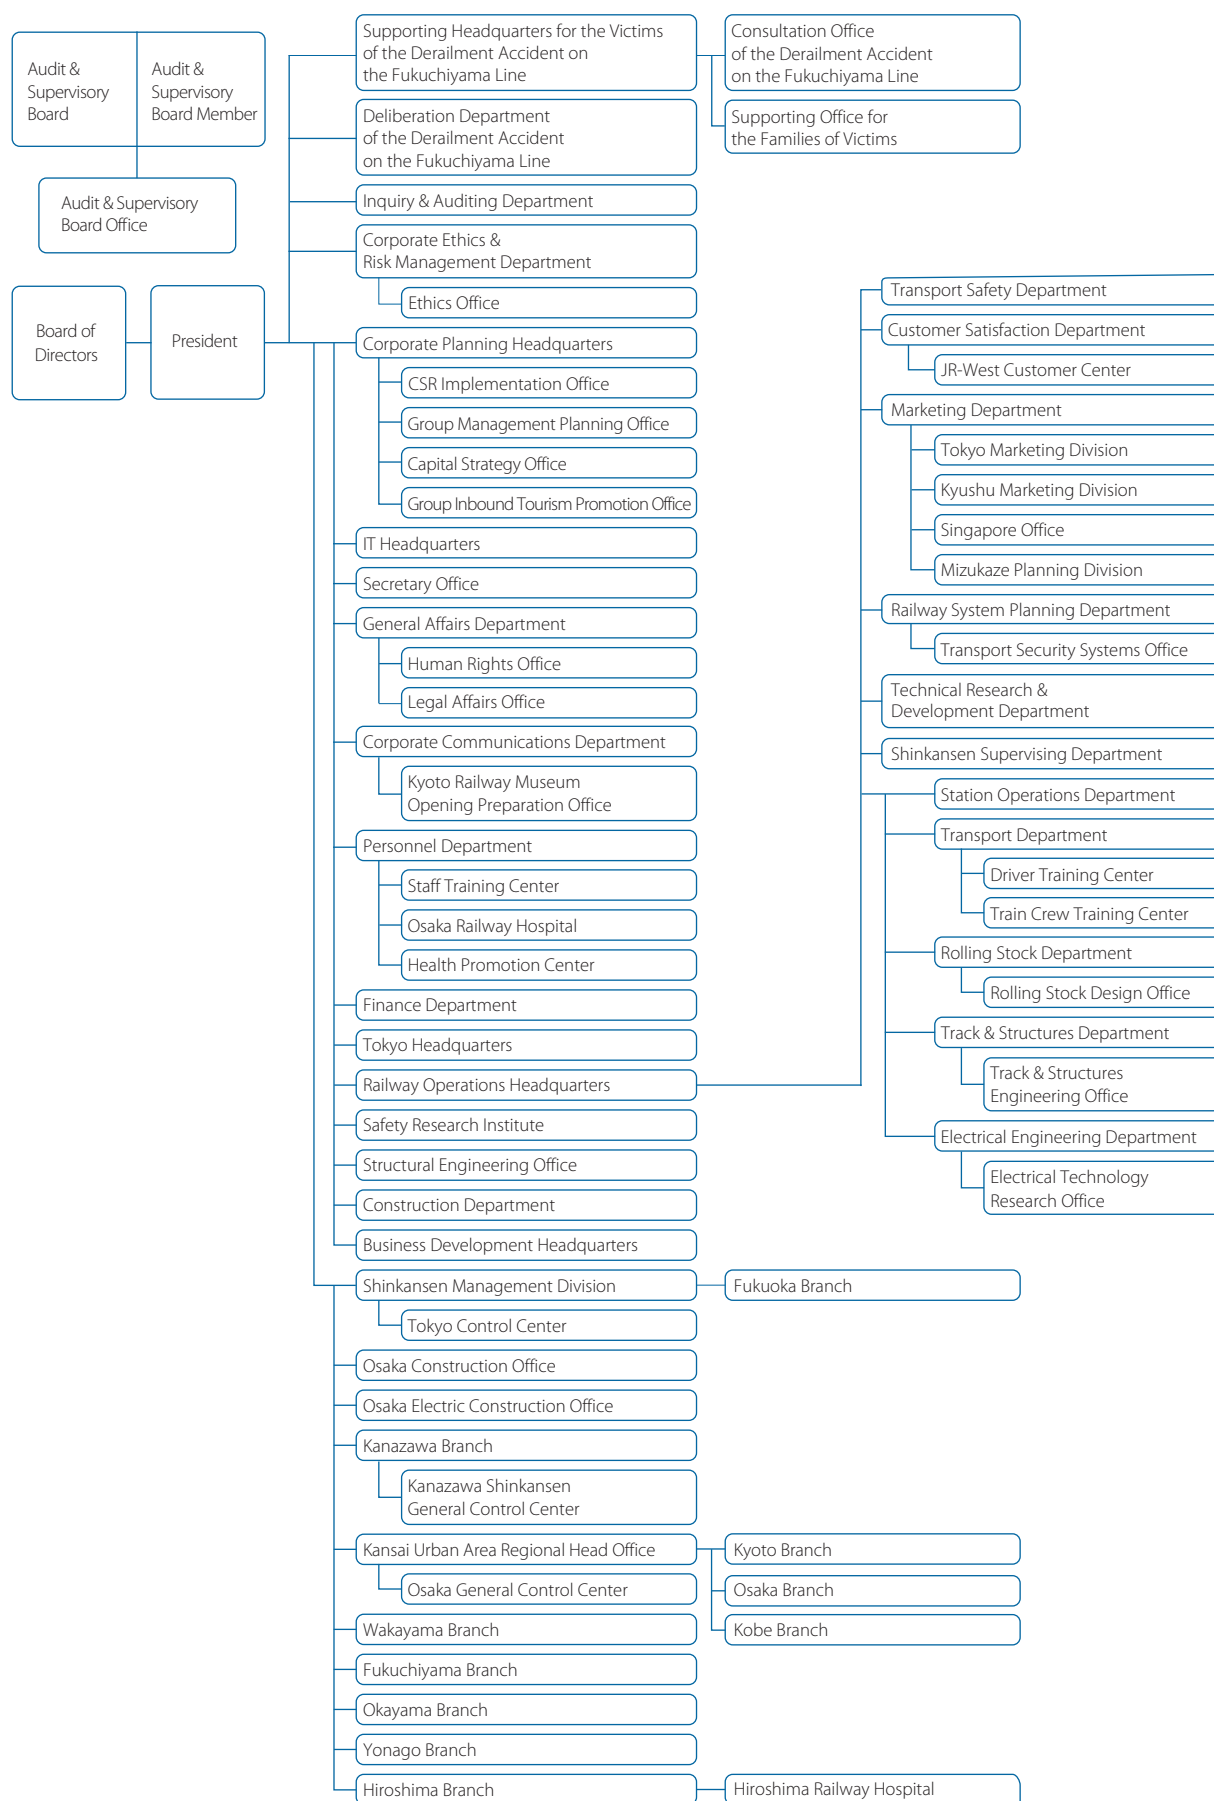 Audit &
Supervisory
Board
Audit &
Supervisory
Board Member
Audit & Supervisory
Board Office
Board of
Directors
President
Supporting Headquarters for the Victims
of the Derailment Accident on
the Fukuchiyama Line
Consultation Office
of the Derailment Accident
on the Fukuchiyama Line
Supporting Office for
the Families of Victims
Deliberation Department
of the Derailment Accident
on the Fukuchiyama Line
Inquiry & Auditing Department
Corporate Ethics &
Risk Management Department
Ethics Office
Corporate Planning Headquarters
CSR Implementation Office
Group Management Planning Office
Capital Strategy Office
Group Inbound Tourism Promotion Office
IT Headquarters
Secretary Office
General Affairs Department
Human Rights Office
Legal Affairs Office
Corporate Communications Department
Kyoto Railway Museum
Opening Preparation Office
Personnel Department
Staff Training Center
Osaka Railway Hospital
Health Promotion Center
Finance Department
Tokyo Headquarters
Railway Operations Headquarters
Transport Safety Department
Customer Satisfaction Department
JR-West Customer Center
Marketing Department
Tokyo Marketing Division
Kyushu Marketing Division
Singapore Office
Mizukaze Planning Division
Railway System Planning Department
Transport Security Systems Office
Technical Research &
Development Department
Shinkansen Supervising Department
Station Operations Department
Transport Department
Driver Training Center
Train Crew Training Center
Rolling Stock Department
Rolling Stock Design Office
Track & Structures Department
Track & Structures
Engineering Office
Electrical Engineering Department
Electrical Technology
Research Office
Safety Research Institute
Structural Engineering Office
Construction Department
Business Development Headquarters
Shinkansen Management Division
Fukuoka Branch
Tokyo Control Center
Osaka Construction Office
Osaka Electric Construction Office
Kanazawa Branch
Kanazawa Shinkansen
General Control Center
Kansai Urban Area Regional Head Office
Kyoto Branch
Osaka General Control Center
Osaka Branch
Kobe Branch
Wakayama Branch
Fukuchiyama Branch
Okayama Branch
Yonago Branch
Hiroshima Branch
Hiroshima Railway Hospital